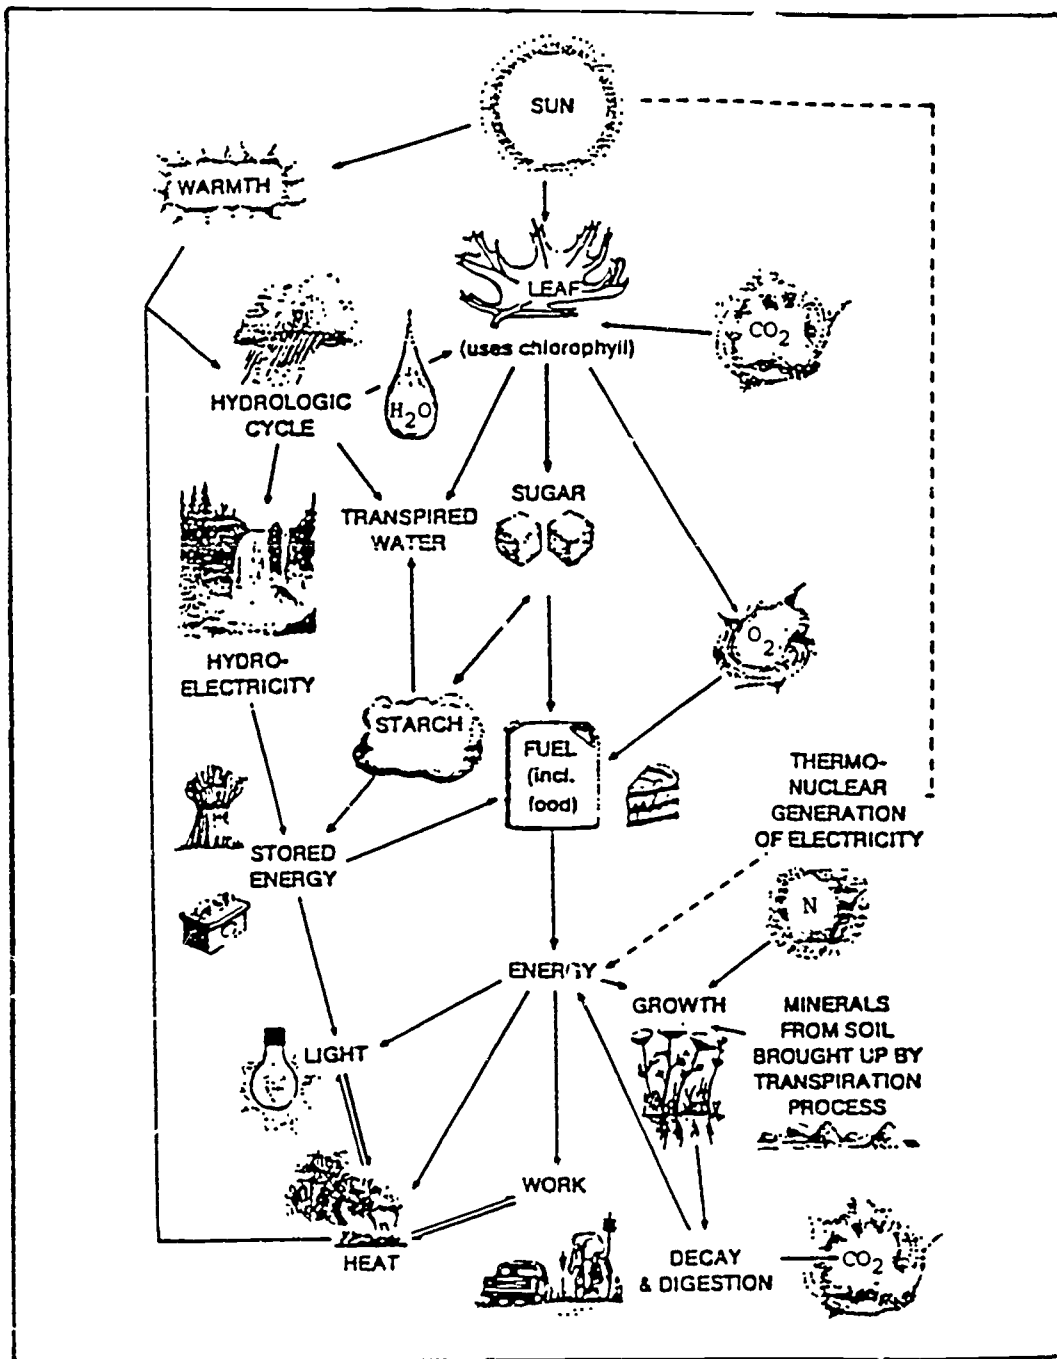 SUN
WARMTH
LEAF
(uses chlorophyll)
CO2
HYDROLOGIC
CYCLE
H2O
TRANSPIRED
WATER
SUGAR
O2
HYDRO-
ELECTRICITY
STARCH
FUEL
(incl.
food)
THERMO-
NUCLEAR
GENERATION
OF ELECTRICITY
STORED
ENERGY
N
ENERGY
GROWTH
MINERALS
FROM SOIL
BROUGHT UP BY
TRANSPIRATION
PROCESS
LIGHT
WORK
HEAT
DECAY
& DIGESTION
CO2